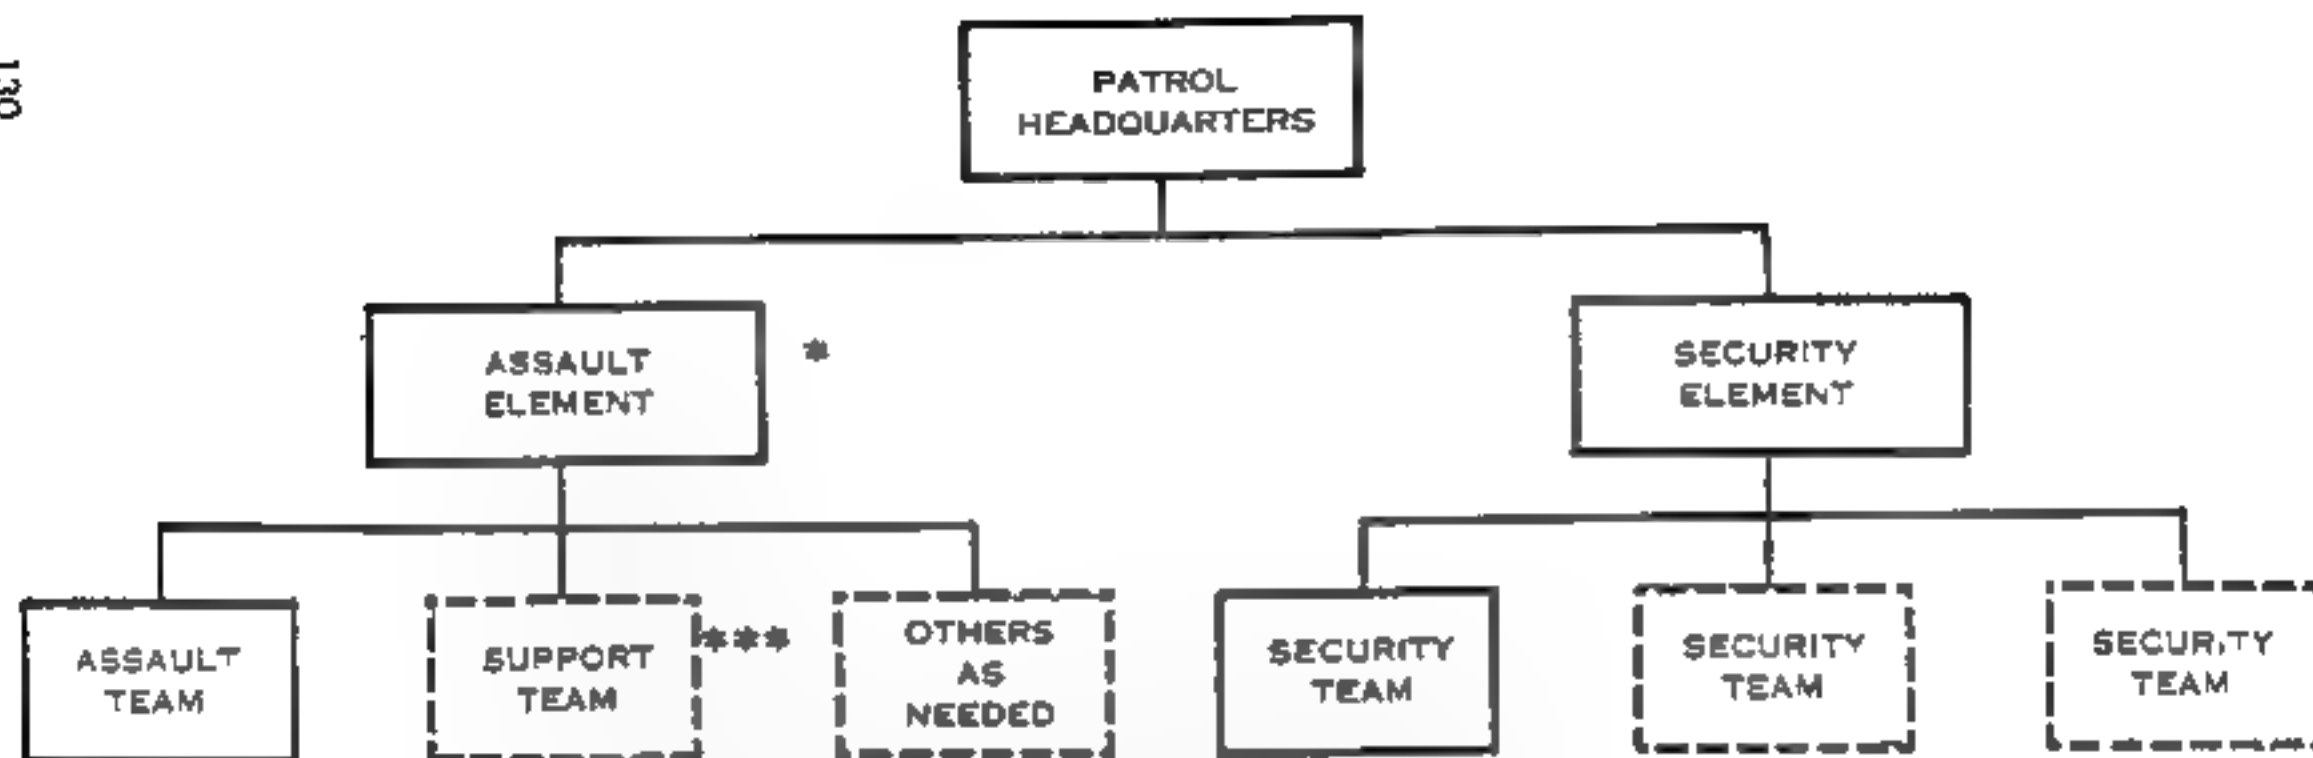 130
PATROL
HEADQUARTERS
ASSAULT
ELEMENT
*
SECURITY
ELEMENT
ASSAULT
TEAM
SUPPORT
TEAM
***
OTHERS
AS
NEEDED
SECURITY
TEAM
SECURITY
TEAM
SECURITY
TEAM